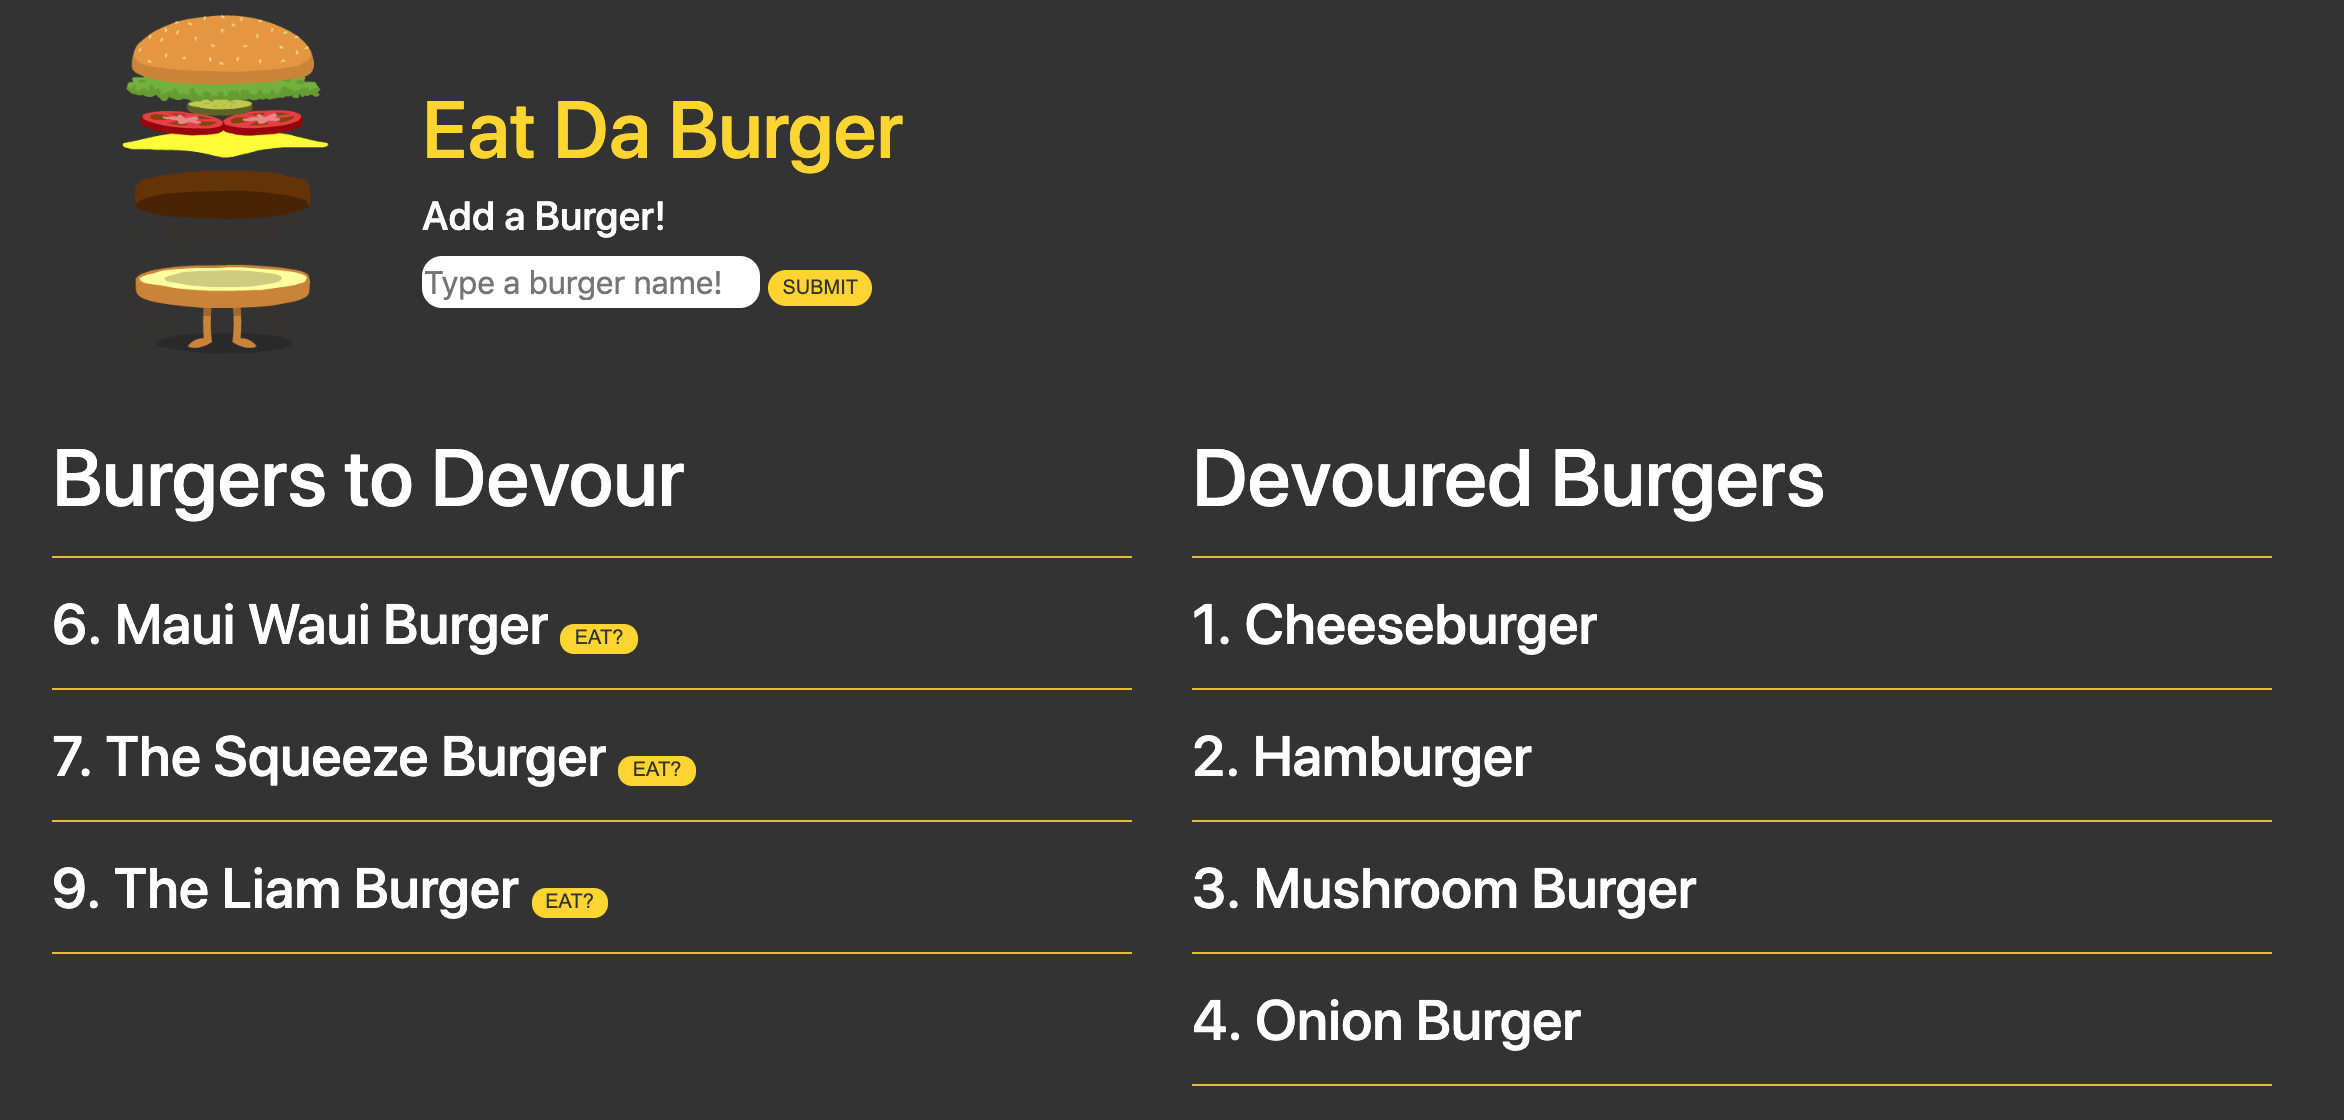 Eat Da Burger
Add a Burger!
Type a burger name! SUBMIT
Burgers to Devour
6. Maui Waui Burger EAT?
7. The Squeeze Burger EAT?
9. The Liam Burger EAT?
Devoured Burgers
1. Cheeseburger
2. Hamburger
3. Mushroom Burger
4. Onion Burger